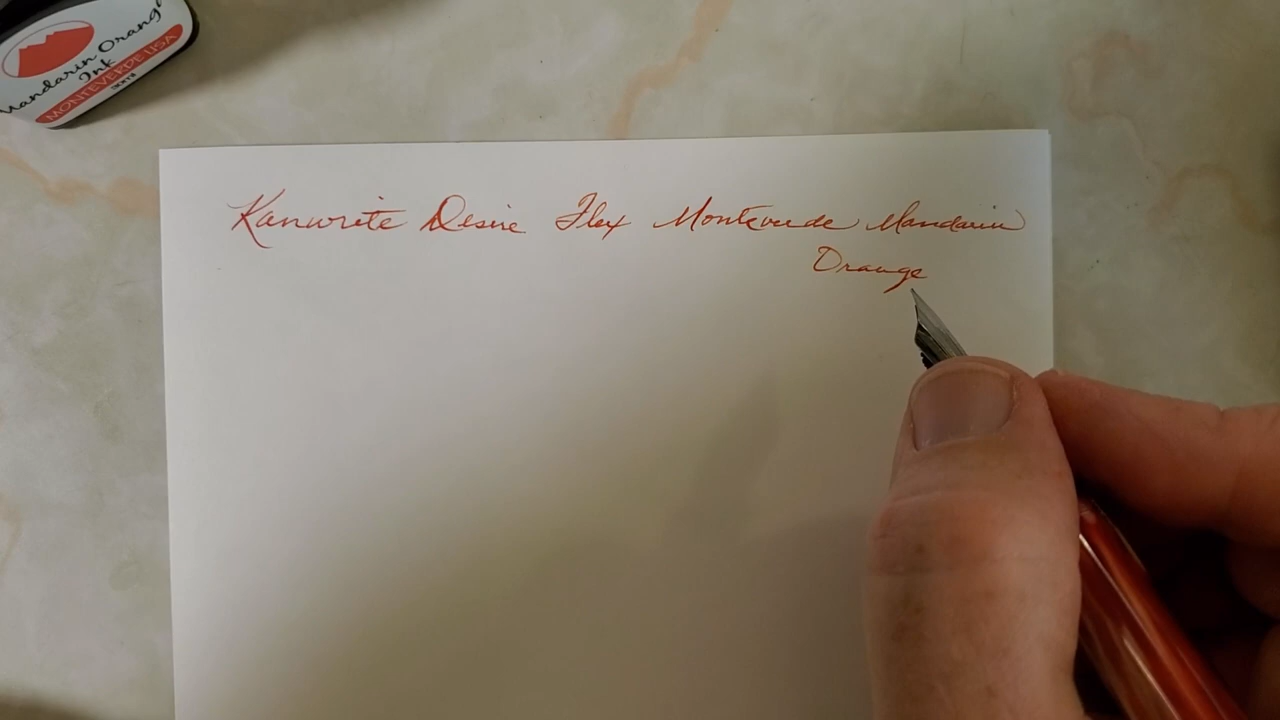 Mandarin Orange
Ink
MONTEVERDE USA
Kanwrite Desire Flex Monteverde Mandarin
Orange